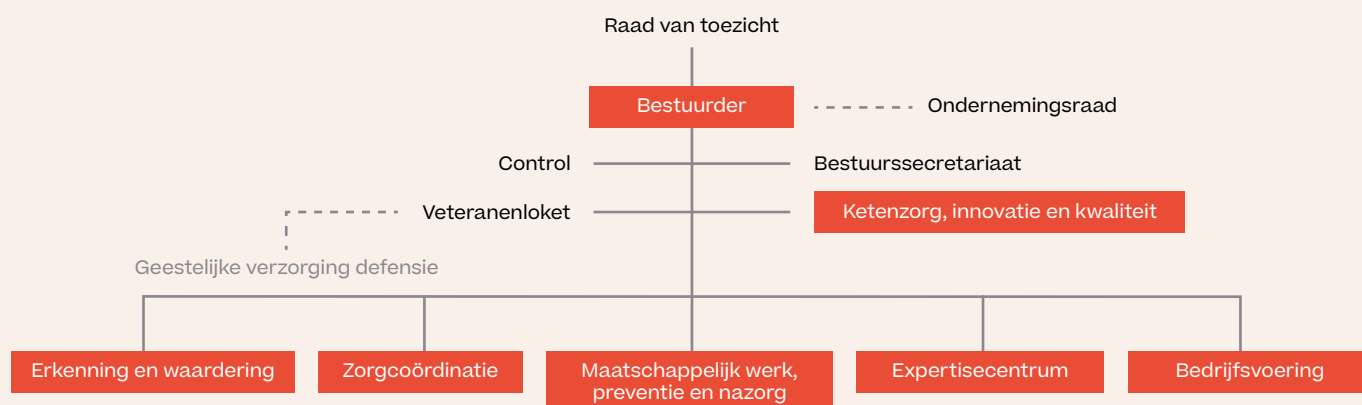 Raad van toezicht
Bestuurder
Ondernemingsraad
Control
Bestuurssecretariaat
Veteranenloket
Ketenzorg, innovatie en kwaliteit
Geestelijke verzorging defensie
Erkenning en waardering
Zorgcoördinatie
Maatschappelijk werk,
preventie en nazorg
Expertisecentrum
Bedrijfsvoering